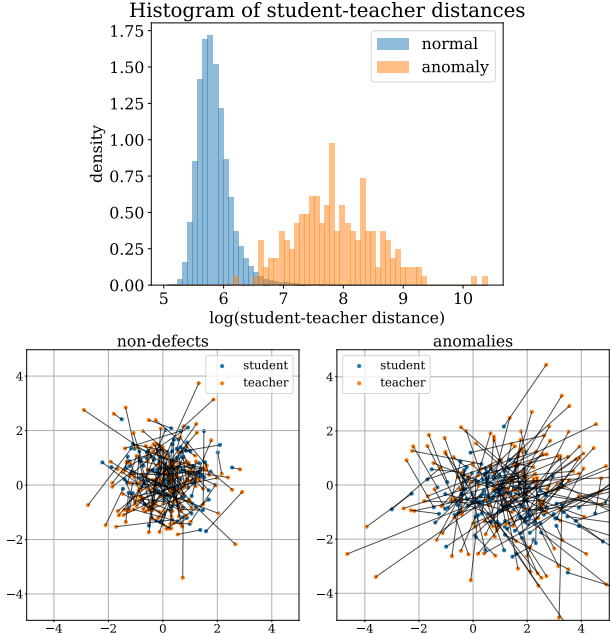 Histogram of student-teacher distances
normal
anomaly
density
1.75
1.50
1.25
1.00
0.75
0.50
0.25
0.00
5 6 7 8 9 10
log(student-teacher distance)
non-defects
student
teacher
4
2
0
−2
−4
−4 −2 0 2 4
anomalies
student
teacher
4
2
0
−2
−4
−4 −2 0 2 4